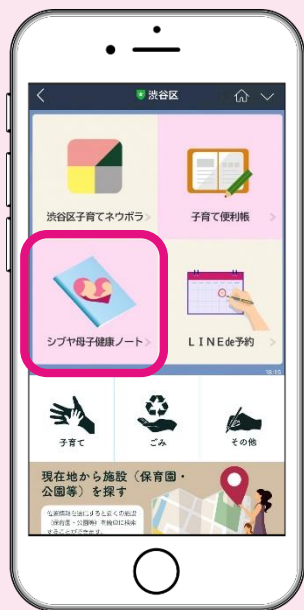 渋谷区
渋谷区子育てネウボラ
子育て便利帳
シブヤ母子健康ノート
LINEde予約
子育て
ごみ
その他
現在地から施設（保育園・
公園等）を探す